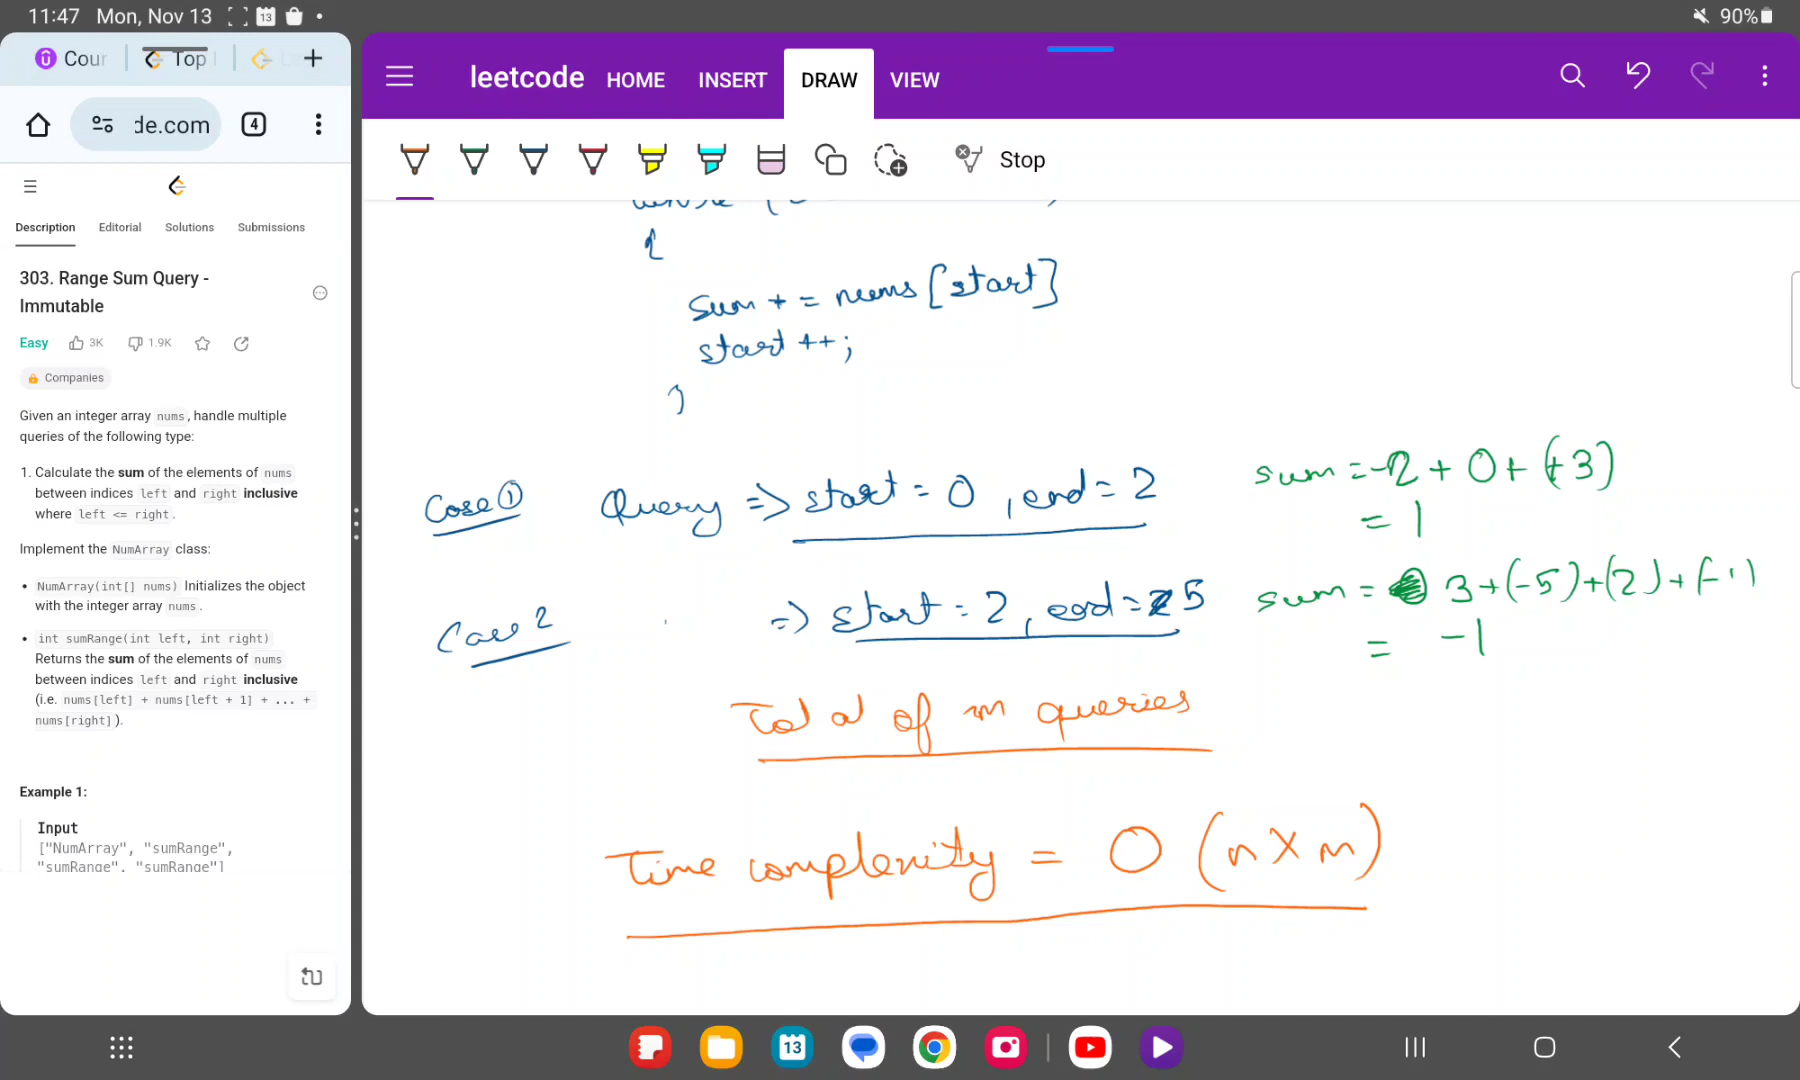 11:47 Mon, Nov 13 13
90%
Cour
Top
de.com 4
Description Editorial Solutions Submissions
303. Range Sum Query -
Immutable
Easy 3K 1.9K
Companies
Given an integer array nums, handle multiple
queries of the following type:
1. Calculate the sum of the elements of nums
between indices left and right inclusive
where left <= right.
Implement the NumArray class:
• NumArray(int[] nums) Initializes the object
with the integer array nums.
• int sumRange(int left, int right)
Returns the sum of the elements of nums
between indices left and right inclusive
(i.e. nums[left] + nums[left + 1] + ... +
nums[right]).
Example 1:
Input
["NumArray", "sumRange",
"sumRange", "sumRange"]
leetcode HOME INSERT DRAW VIEW
Stop
{
sum + = nums [start]
start ++;
}
Case ① Query => start = 0, end = 2
sum = -2 + 0 + (+3)
= 1
Case 2 => start = 2, end = 5
sum = 3+(-5)+(2)+(-1)
= -1
Total of m queries
Time complexity = O (n x m)
13